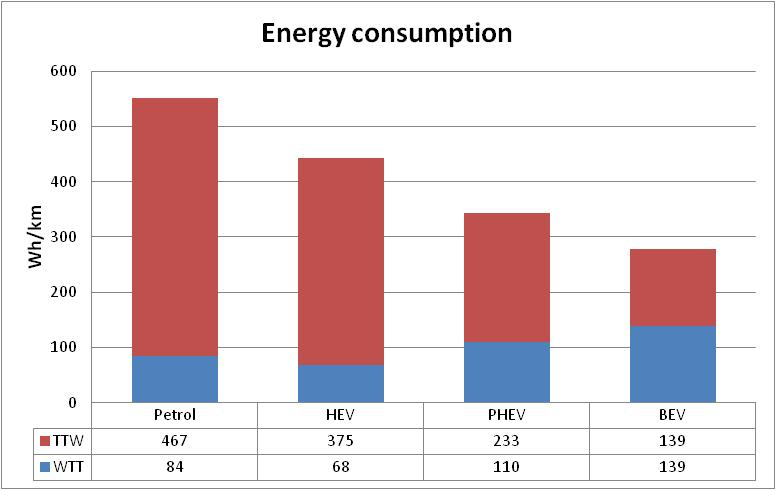 Energy consumption
600
500
400
300
200
100
0
Wh/km
Petrol HEV PHEV BEV
TTW 467 375 233 139
WTT 84 68 110 139